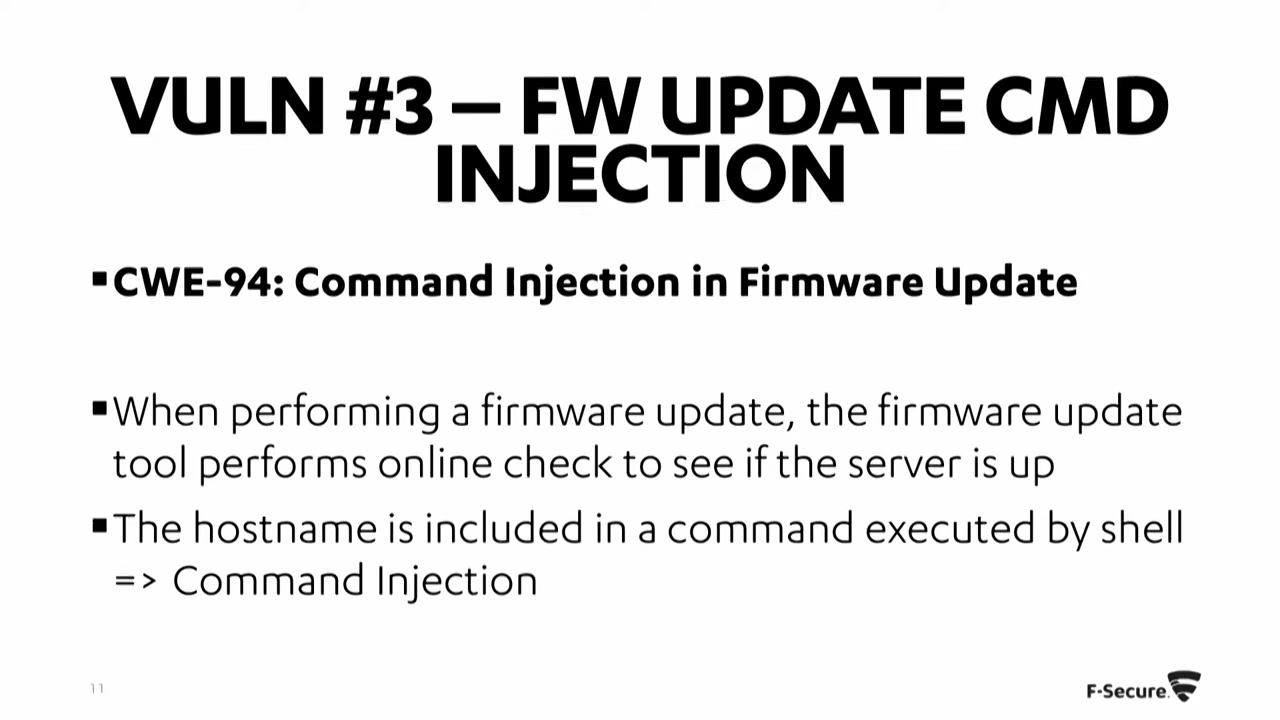 VULN #3 – FW UPDATE CMD
INJECTION
▪CWE-94: Command Injection in Firmware Update
▪When performing a firmware update, the firmware update
tool performs online check to see if the server is up
▪The hostname is included in a command executed by shell
=> Command Injection
11
F-Secure.